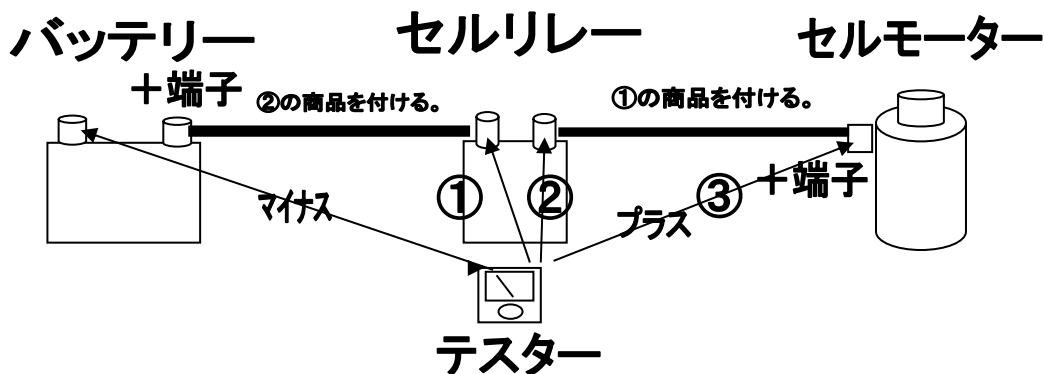 バッテリー
セルリレー
セルモーター
＋端子
②の商品を付ける。
①の商品を付ける。
①
②
③
＋端子
マイナス
プラス
テスター